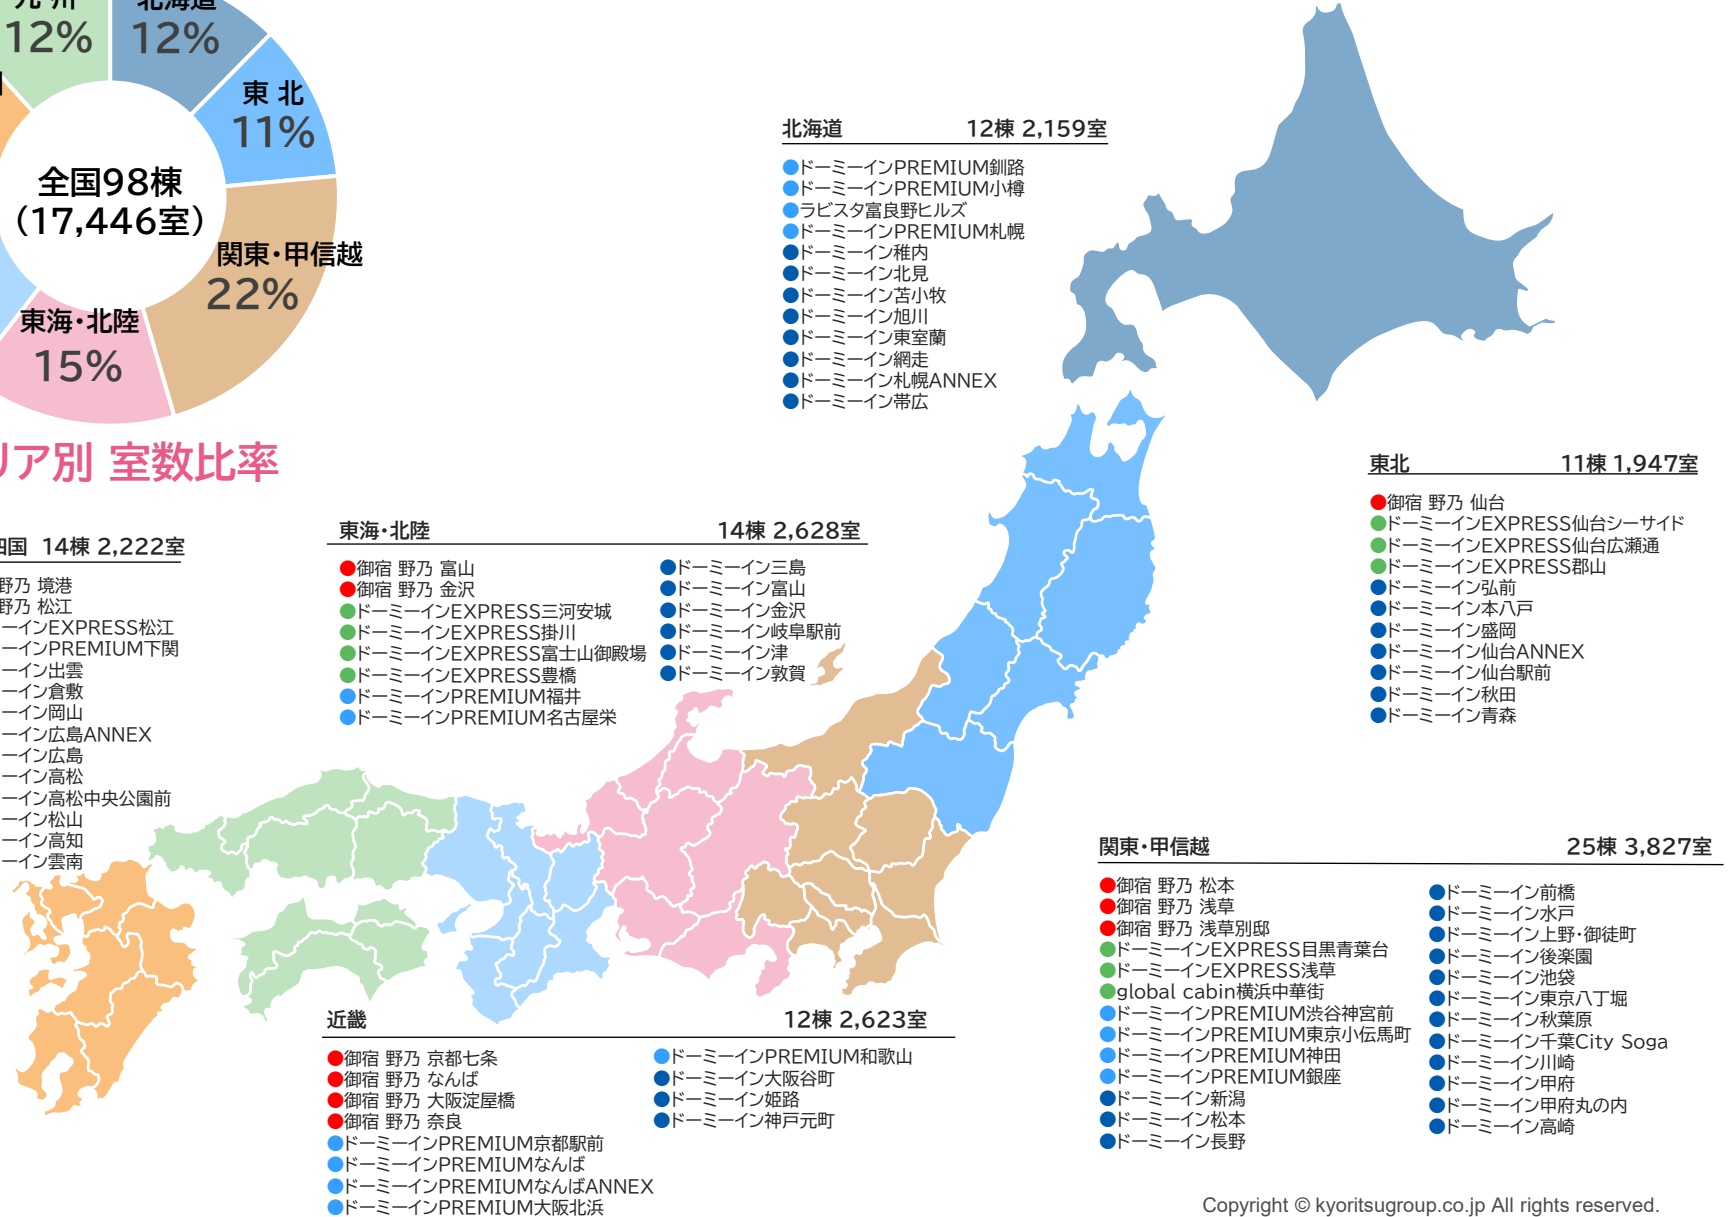 九 州
12%
北海道
12%
東 北
11%
全国98棟
（17,446室）
関東・甲信越
22%
東海・北陸
15%
リア別 室数比率
北海道 12棟 2,159室
ドーミーインPREMIUM釧路
ドーミーインPREMIUM小樽
ラビスタ富良野ヒルズ
ドーミーインPREMIUM札幌
ドーミーイン稚内
ドーミーイン北見
ドーミーイン苫小牧
ドーミーイン旭川
ドーミーイン東室蘭
ドーミーイン網走
ドーミーイン札幌ANNEX
ドーミーイン帯広
東北 11棟 1,947室
御宿 野乃 仙台
ドーミーインEXPRESS仙台シーサイド
ドーミーインEXPRESS仙台広瀬通
ドーミーインEXPRESS郡山
ドーミーイン弘前
ドーミーイン本八戸
ドーミーイン盛岡
ドーミーイン仙台ANNEX
ドーミーイン仙台駅前
ドーミーイン秋田
ドーミーイン青森
四国 14棟 2,222室
野乃 境港
野乃 松江
ーインEXPRESS松江
ーインPREMIUM下関
ーイン出雲
ーイン倉敷
ーイン岡山
ーイン広島ANNEX
ーイン広島
ーイン高松
ーイン高松中央公園前
ーイン松山
ーイン高知
ーイン雲南
東海・北陸 14棟 2,628室
御宿 野乃 富山
御宿 野乃 金沢
ドーミーインEXPRESS三河安城
ドーミーインEXPRESS掛川
ドーミーインEXPRESS富士山御殿場
ドーミーインEXPRESS豊橋
ドーミーインPREMIUM福井
ドーミーインPREMIUM名古屋栄
ドーミーイン三島
ドーミーイン富山
ドーミーイン金沢
ドーミーイン岐阜駅前
ドーミーイン津
ドーミーイン敦賀
関東・甲信越 25棟 3,827室
御宿 野乃 松本
御宿 野乃 浅草
御宿 野乃 浅草別邸
ドーミーインEXPRESS目黒青葉台
ドーミーインEXPRESS浅草
global cabin横浜中華街
ドーミーインPREMIUM渋谷神宮前
ドーミーインPREMIUM東京小伝馬町
ドーミーインPREMIUM神田
ドーミーインPREMIUM銀座
ドーミーイン新潟
ドーミーイン松本
ドーミーイン長野
ドーミーイン前橋
ドーミーイン水戸
ドーミーイン上野・御徒町
ドーミーイン後楽園
ドーミーイン池袋
ドーミーイン東京八丁堀
ドーミーイン秋葉原
ドーミーイン千葉City Soga
ドーミーイン川崎
ドーミーイン甲府
ドーミーイン甲府丸の内
ドーミーイン高崎
近畿 12棟 2,623室
御宿 野乃 京都七条
御宿 野乃 なんば
御宿 野乃 大阪淀屋橋
御宿 野乃 奈良
ドーミーインPREMIUM京都駅前
ドーミーインPREMIUMなんば
ドーミーインPREMIUMなんばANNEX
ドーミーインPREMIUM大阪北浜
ドーミーインPREMIUM和歌山
ドーミーイン大阪谷町
ドーミーイン姫路
ドーミーイン神戸元町
Copyright © kyoritsugroup.co.jp All rights reserved.